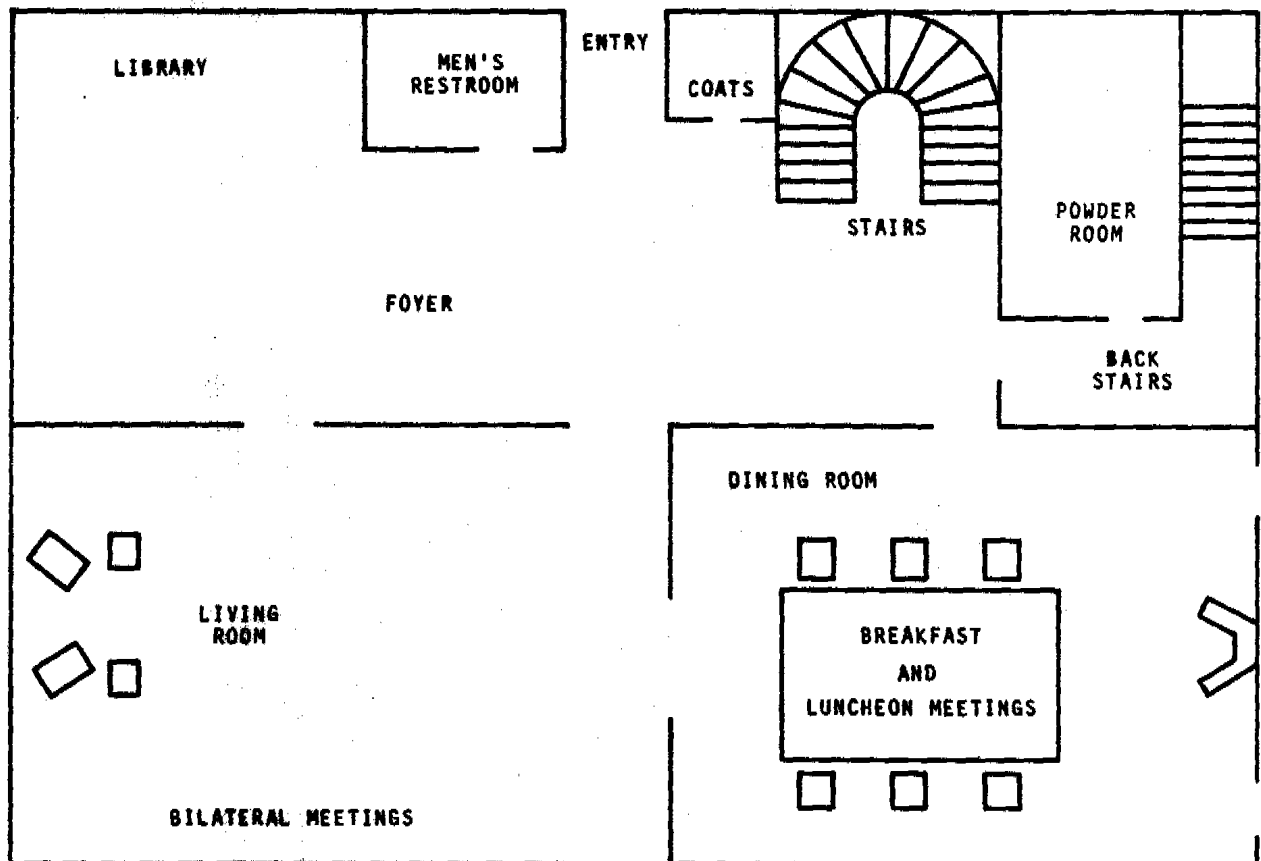 LIBRARY
MEN'S
RESTROOM
ENTRY
COATS
STAIRS
POWDER
ROOM
FOYER
BACK
STAIRS
DINING ROOM
LIVING
ROOM
BREAKFAST
AND
LUNCHEON MEETINGS
BILATERAL MEETINGS